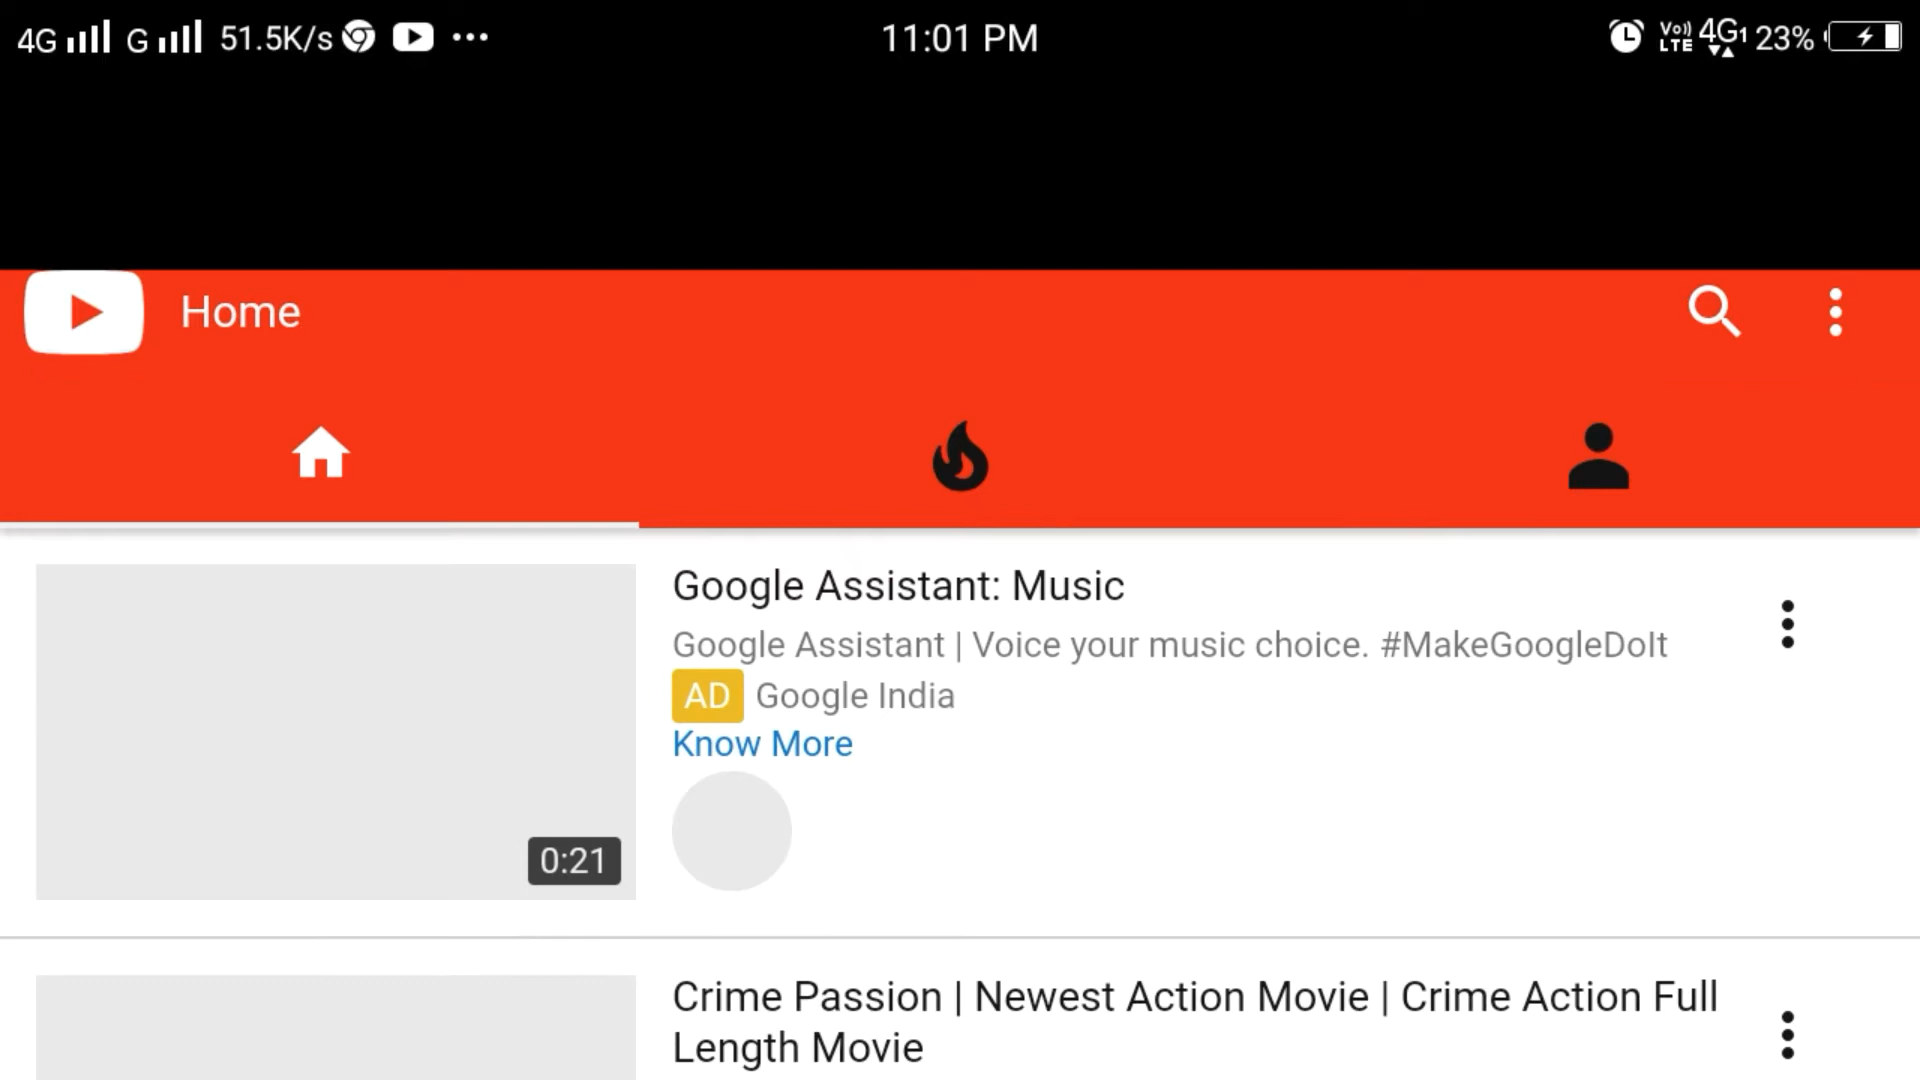 4G G 51.5K/s 11:01 PM Vo)) LTE 4G1 23%
Home
Google Assistant: Music
Google Assistant | Voice your music choice. #MakeGoogleDoIt
AD Google India
Know More
0:21
Crime Passion | Newest Action Movie | Crime Action Full
Length Movie